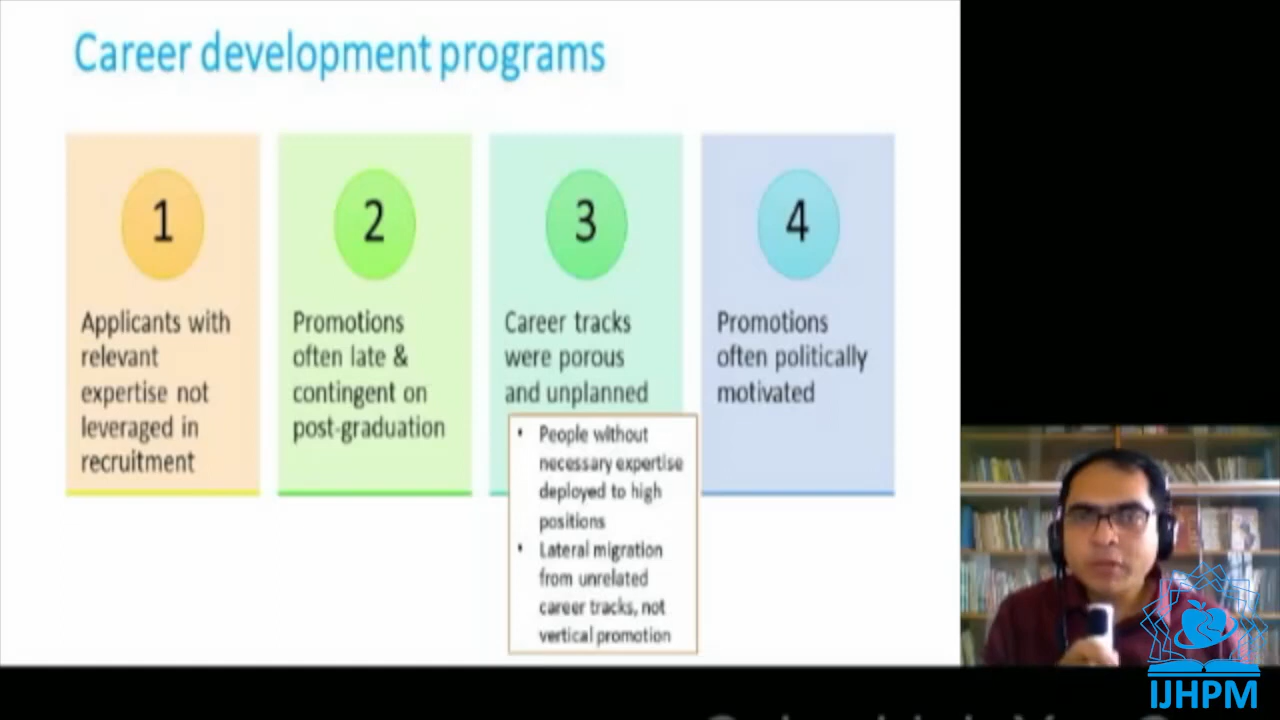 Career development programs
1
Applicants with
relevant
expertise not
leveraged in
recruitment
2
Promotions
often late &
contingent on
post-graduation
3
Career tracks
were porous
and unplanned
• People without
necessary expertise
deployed to high
positions
• Lateral migration
from unrelated
career tracks, not
vertical promotion
4
Promotions
often politically
motivated
IJHPM